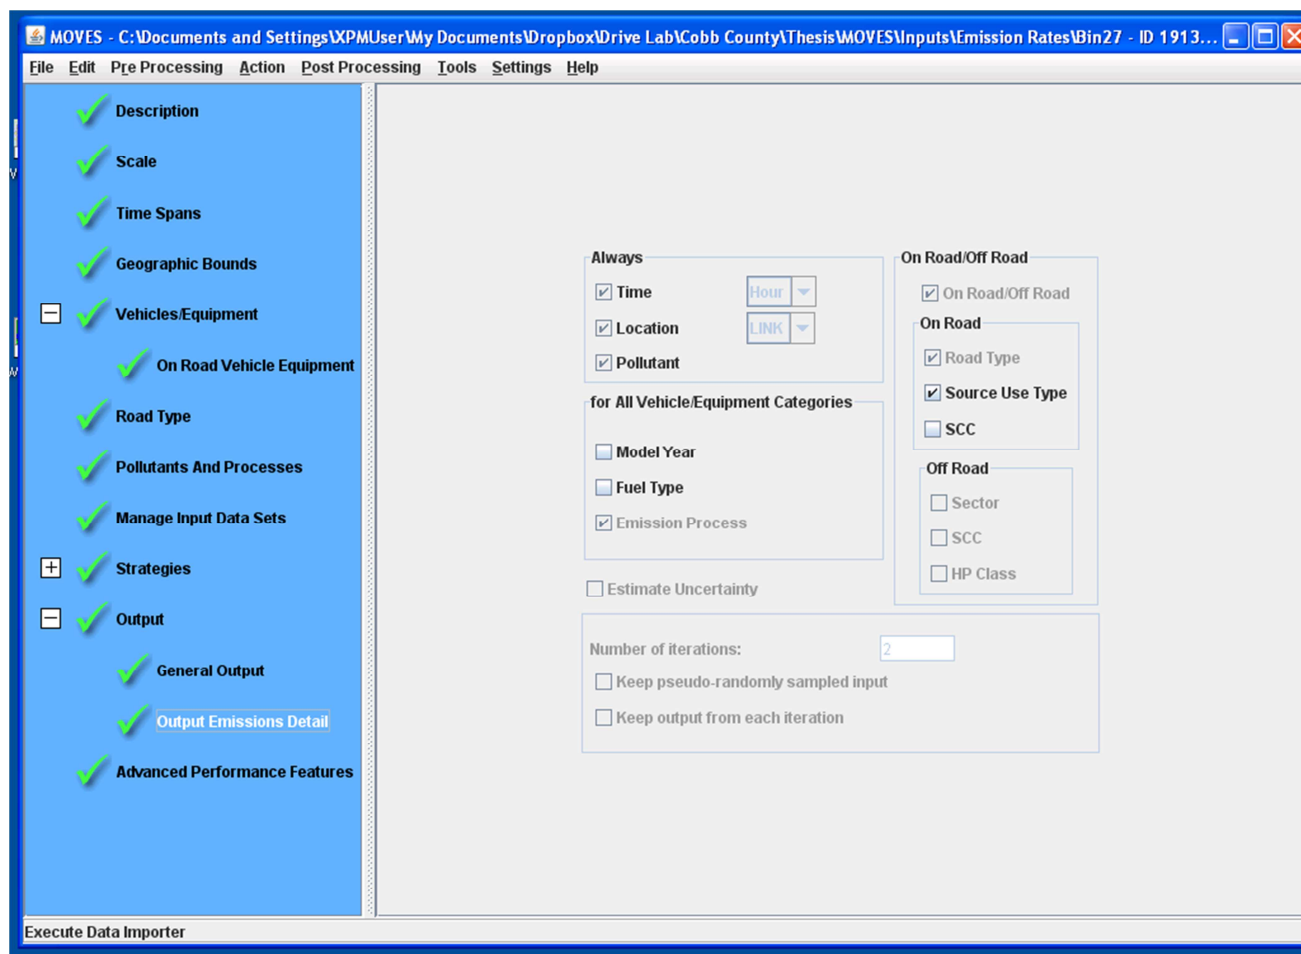 MOVES - C:\Documents and Settings\XPMUser\My Documents\Dropbox\Drive Lab\Cobb County\Thesis\MOVES\Inputs\Emission Rates\Bin27 - ID 1913...
File Edit Pre Processing Action Post Processing Tools Settings Help
Description
Scale
Time Spans
Geographic Bounds
Vehicles/Equipment
On Road Vehicle Equipment
Road Type
Pollutants And Processes
Manage Input Data Sets
Strategies
Output
General Output
Output Emissions Detail
Advanced Performance Features
Always
Time Hour
Location LINK
Pollutant
for All Vehicle/Equipment Categories
Model Year
Fuel Type
Emission Process
Estimate Uncertainty
On Road/Off Road
On Road/Off Road
On Road
Road Type
Source Use Type
SCC
Off Road
Sector
SCC
HP Class
Number of iterations: 2
Keep pseudo-randomly sampled input
Keep output from each iteration
Execute Data Importer